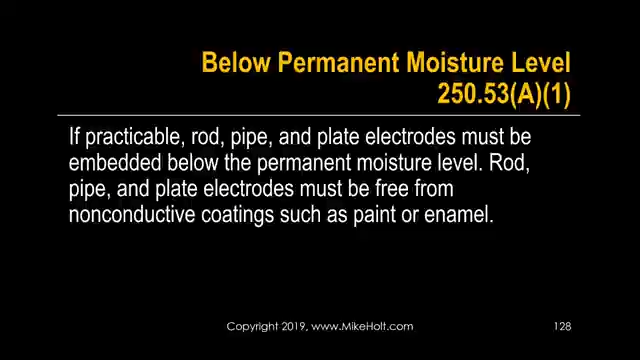 Below Permanent Moisture Level
250.53(A)(1)
If practicable, rod, pipe, and plate electrodes must be
embedded below the permanent moisture level. Rod,
pipe, and plate electrodes must be free from
nonconductive coatings such as paint or enamel.
Copyright 2019, www.MikeHolt.com
128